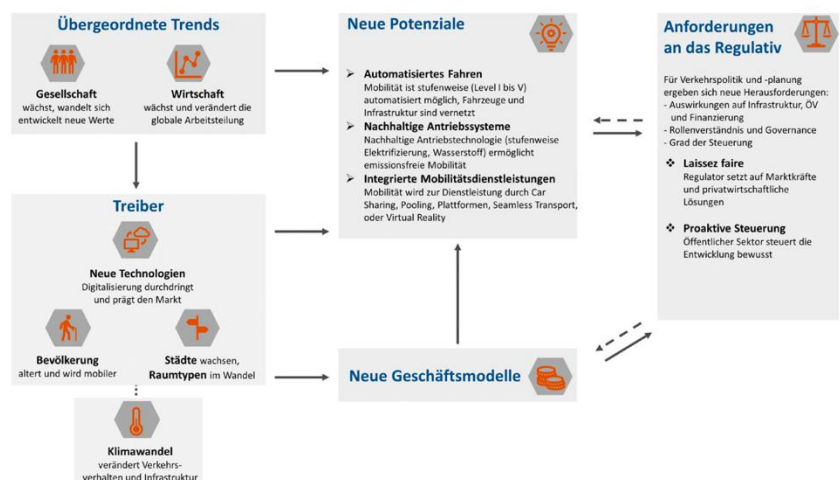 Übergeordnete Trends
Gesellschaft
wächst, wandelt sich
entwickelt neue Werte
Wirtschaft
wächst und verändert die
globale Arbeitsteilung
Treiber
Neue Technologien
Digitalisierung durchdringt
und prägt den Markt
Bevölkerung
altert und wird mobiler
Städte wachsen,
Raumtypen im Wandel
Klimawandel
verändert Verkehrs-
verhalten und Infrastruktur
Neue Potenziale
➤ Automatisiertes Fahren
Mobilität ist stufenweise (Level I bis V)
automatisiert möglich, Fahrzeuge und
Infrastruktur sind vernetzt
➤ Nachhaltige Antriebssysteme
Nachhaltige Antriebstechnologie (stufenweise
Elektrifizierung, Wasserstoff) ermöglicht
emissionsfreie Mobilität
➤ Integrierte Mobilitätsdienstleistungen
Mobilität wird zur Dienstleistung durch Car
Sharing, Pooling, Plattformen, Seamless Transport,
oder Virtual Reality
Neue Geschäftsmodelle
Anforderungen
an das Regulativ
Für Verkehrspolitik und -planung
ergeben sich neue Herausforderungen:
- Auswirkungen auf Infrastruktur, ÖV
und Finanzierung
- Rollenverständnis und Governance
- Grad der Steuerung
❖ Laissez faire
Regulator setzt auf Marktkräfte
und privatwirtschaftliche
Lösungen
❖ Proaktive Steuerung
Öffentlicher Sektor steuert die
Entwicklung bewusst